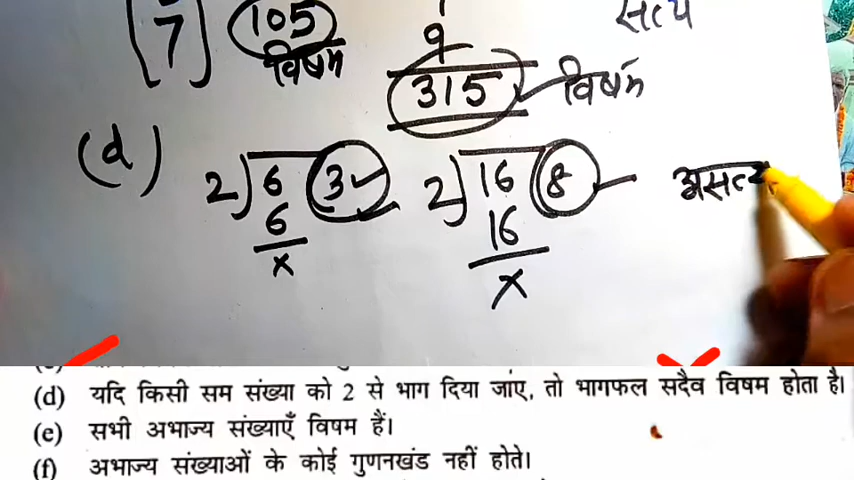 सत्य
7 105 9
विषम
315 विषम
(d)
2 6 3 2 16 8 असत्य
6 16
x x
(d) यदि किसी सम संख्या को 2 से भाग दिया जांए, तो भागफल सदैव विषम होता है।
(e) सभी अभाज्य संख्याएँ विषम हैं।
(f) अभाज्य संख्याओं के कोई गुणनखंड नहीं होते।